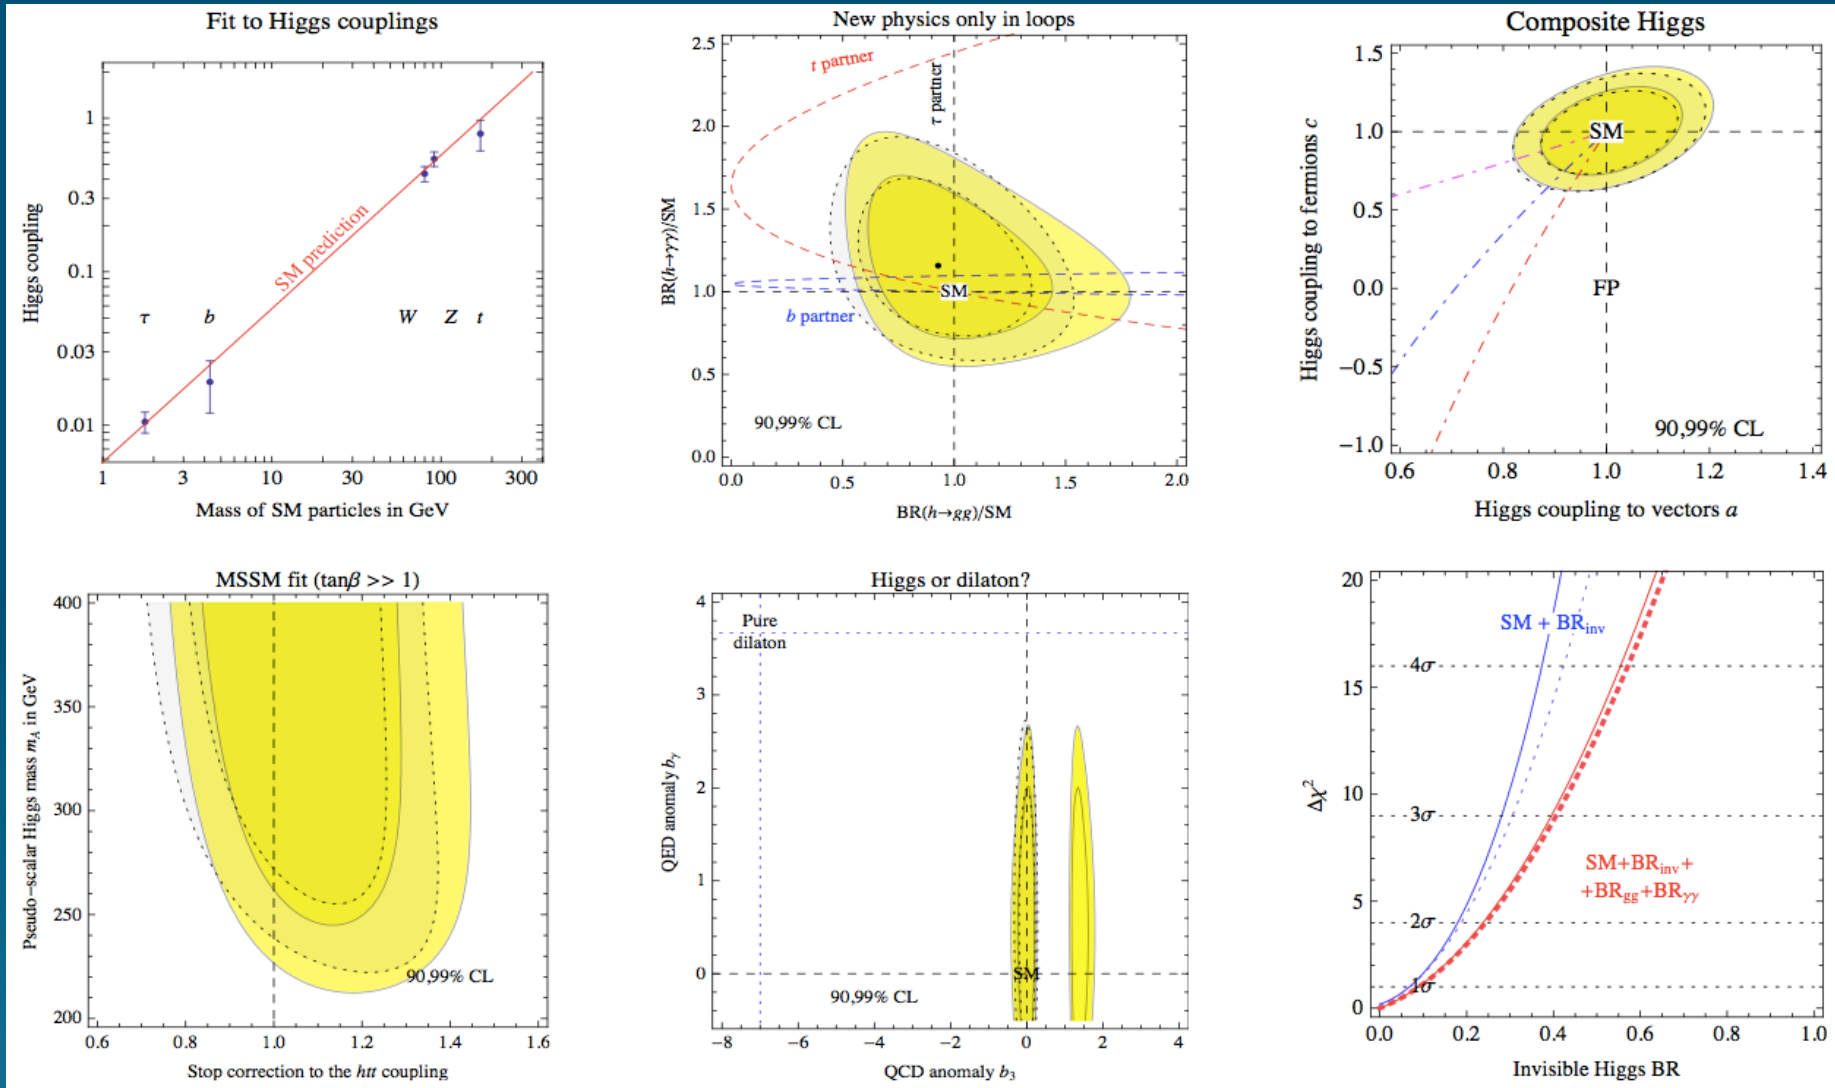 Fit to Higgs couplings
1
0.3
0.1
0.03
0.01
Higgs coupling
SM prediction
τ b W Z t
1 3 10 30 100 300
Mass of SM particles in GeV
New physics only in loops
2.5
2.0
1.5
1.0
0.5
0.0
BR(h→γγ)/SM
t partner
τ partner
SM
b partner
90,99% CL
0.0 0.5 1.0 1.5 2.0
BR(h→gg)/SM
Composite Higgs
1.5
1.0
0.5
0.0
−0.5
−1.0
Higgs coupling to fermions c
SM
FP
90,99% CL
0.6 0.8 1.0 1.2 1.4
Higgs coupling to vectors a
MSSM fit (tanβ >> 1)
400
350
300
250
200
Pseudo−scalar Higgs mass m_A in GeV
90,99% CL
0.6 0.8 1.0 1.2 1.4 1.6
Stop correction to the htt coupling
Higgs or dilaton?
4
3
2
1
0
QED anomaly b_γ
Pure
dilaton
SM
90,99% CL
−8 −6 −4 −2 0 2 4
QCD anomaly b_3
20
15
10
5
0
Δχ²
SM + BR_inv
4σ
3σ
SM+BR_inv+
+BR_gg+BR_γγ
2σ
1σ
0.0 0.2 0.4 0.6 0.8 1.0
Invisible Higgs BR